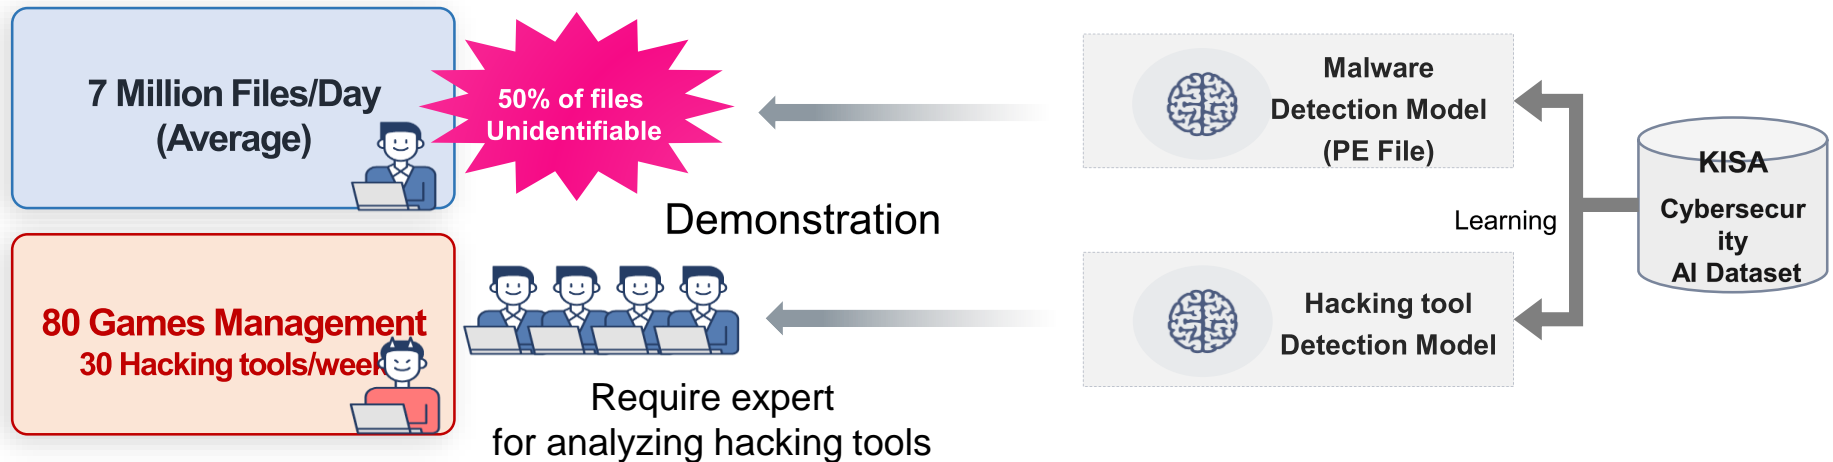 7 Million Files/Day
(Average)
50% of files
Unidentifiable
Malware
Detection Model
(PE File)
KISA
Cybersecur
ity
AI Dataset
Learning
Demonstration
80 Games Management
30 Hacking tools/week
Require expert
for analyzing hacking tools
Hacking tool
Detection Model